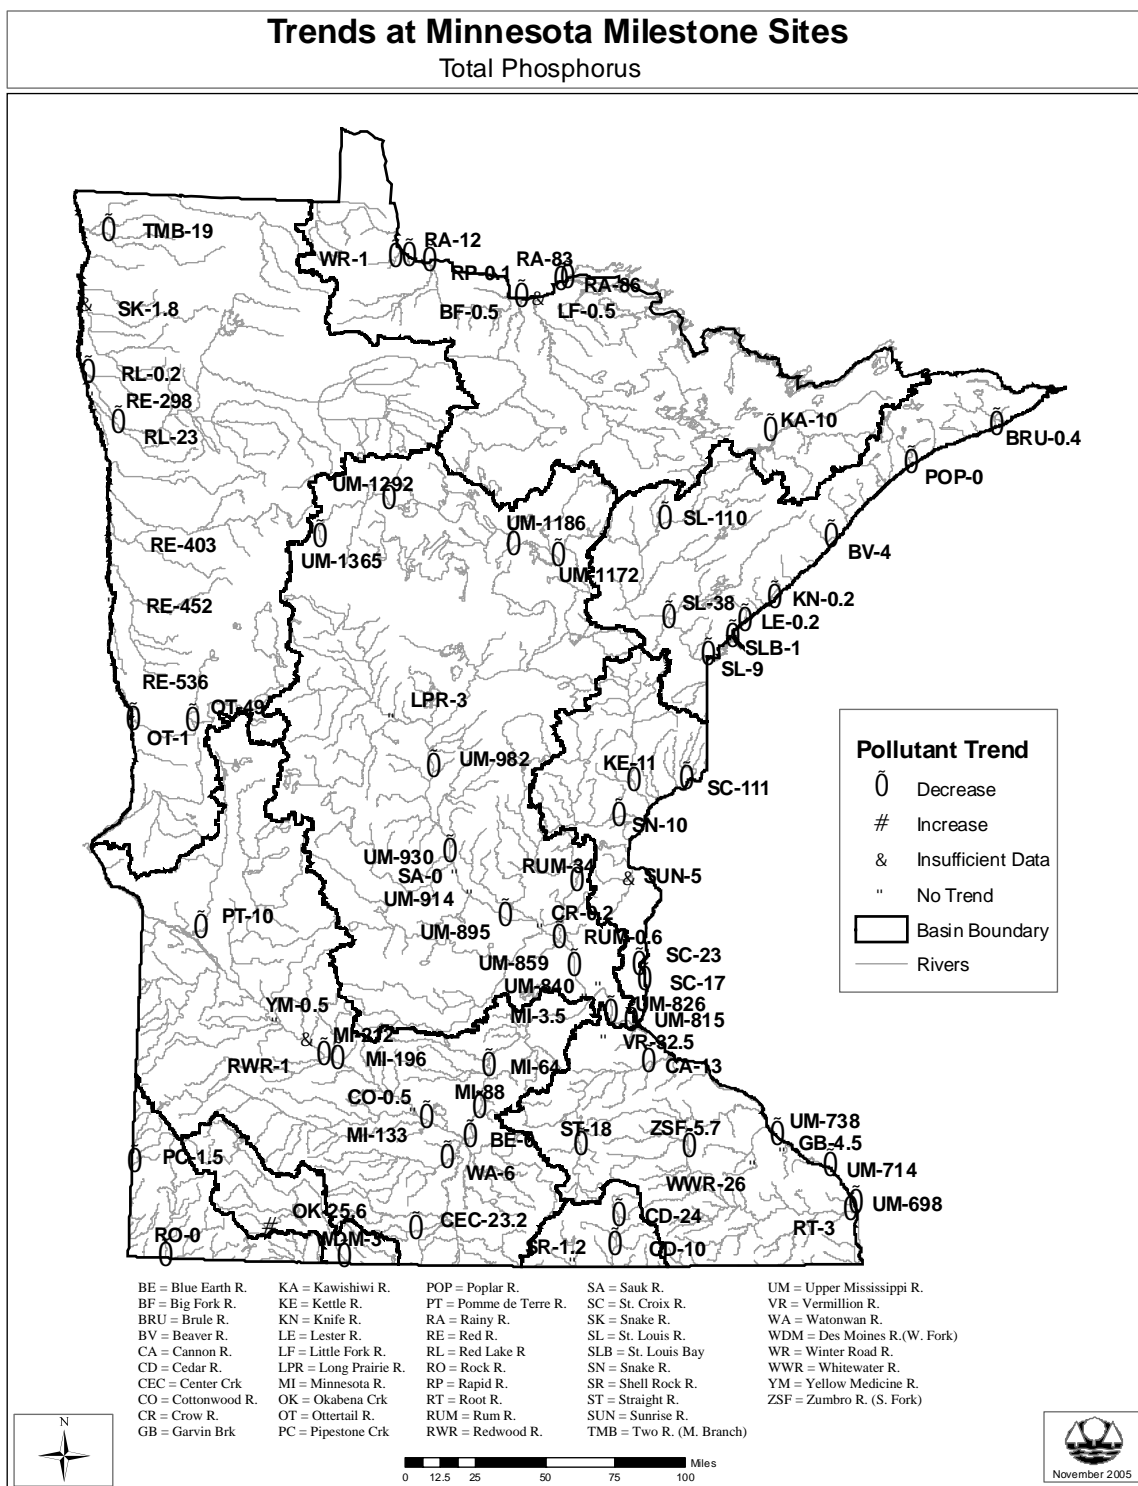 Trends at Minnesota Milestone Sites
Total Phosphorus
TMB-19
RA-12
WR-1
RA-83
RP-0.1
RA-86
SK-1.8
BF-0.5
LF-0.5
RL-0.2
RE-298
RL-23
KA-10
BRU-0.4
POP-0
UM-1292
UM-1186
SL-110
RE-403
UM-1365
UM-1172
BV-4
RE-452
SL-38
KN-0.2
LE-0.2
SLB-1
SL-9
RE-536
LPR-3
OT-49
OT-1
UM-982
KE-11
SC-111
SN-10
UM-930
SA-0
RUM-34
SUN-5
UM-914
PT-10
CR-0.2
UM-895
RUM-0.6
SC-23
UM-859
SC-17
UM-840
YM-0.5
UM-826
MI-3.5
UM-815
MI-212
VR-32.5
RWR-1
MI-196
MI-64
CA-13
CO-0.5
MI-88
UM-738
MI-133
BE-0
ST-18
ZSF-5.7
GB-4.5
PC-1.5
WA-6
UM-714
WWR-26
UM-698
OK-25.6
CEC-23.2
CD-24
RT-3
RO-0
SR-1.2
CD-10
Pollutant Trend
Õ Decrease
# Increase
& Insufficient Data
" No Trend
Basin Boundary
Rivers
BE = Blue Earth R.
BF = Big Fork R.
BRU = Brule R.
BV = Beaver R.
CA = Cannon R.
CD = Cedar R.
CEC = Center Crk
CO = Cottonwood R.
CR = Crow R.
GB = Garvin Brk
KA = Kawishiwi R.
KE = Kettle R.
KN = Knife R.
LE = Lester R.
LF = Little Fork R.
LPR = Long Prairie R.
MI = Minnesota R.
OK = Okabena Crk
OT = Ottertail R.
PC = Pipestone Crk
POP = Poplar R.
PT = Pomme de Terre R.
RA = Rainy R.
RE = Red R.
RL = Red Lake R
RO = Rock R.
RP = Rapid R.
RT = Root R.
RUM = Rum R.
RWR = Redwood R.
SA = Sauk R.
SC = St. Croix R.
SK = Snake R.
SL = St. Louis R.
SLB = St. Louis Bay
SN = Snake R.
SR = Shell Rock R.
ST = Straight R.
SUN = Sunrise R.
TMB = Two R. (M. Branch)
UM = Upper Mississippi R.
VR = Vermillion R.
WA = Watonwan R.
WDM = Des Moines R.(W. Fork)
WR = Winter Road R.
WWR = Whitewater R.
YM = Yellow Medicine R.
ZSF = Zumbro R. (S. Fork)
N
Miles
0 12.5 25 50 75 100
November 2005